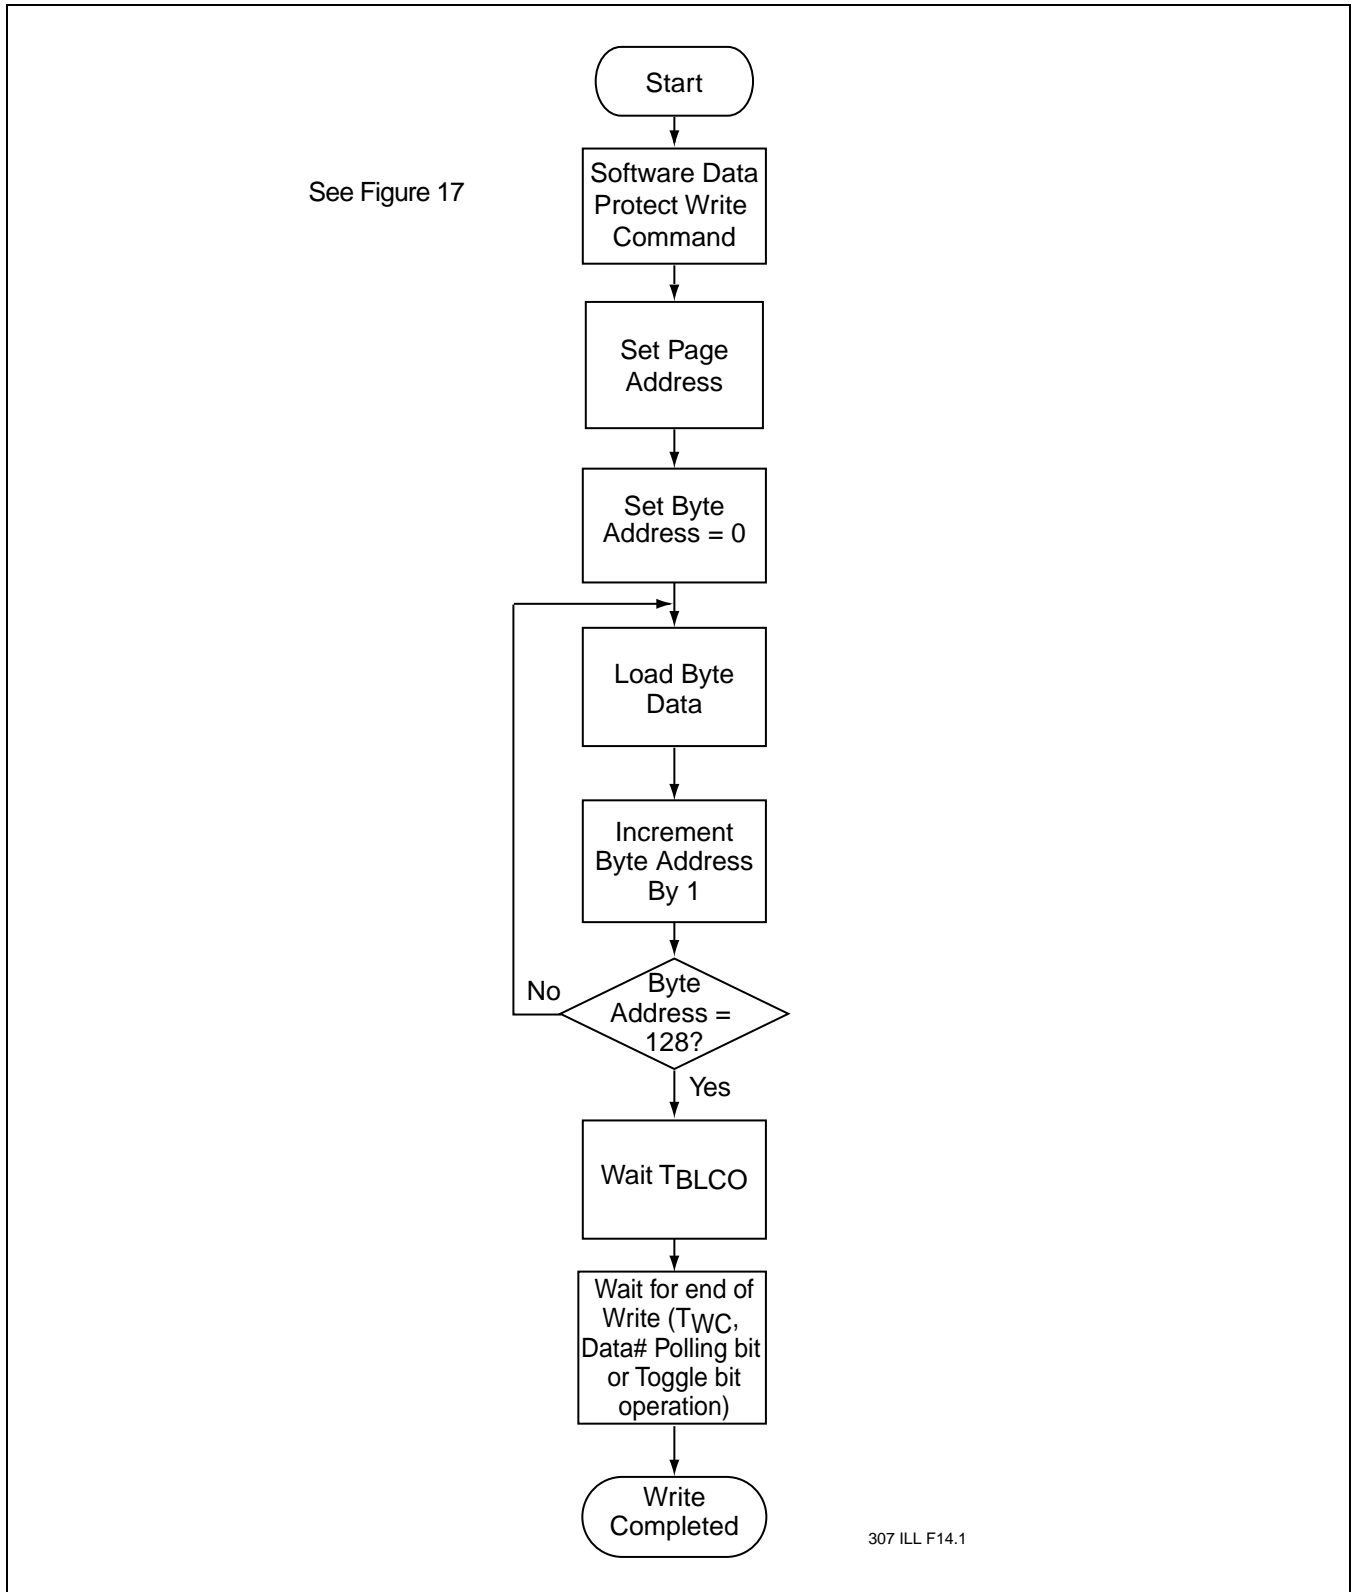 Start
See Figure 17
Software Data
Protect Write
Command
Set Page
Address
Set Byte
Address = 0
Load Byte
Data
Increment
Byte Address
By 1
Byte
Address =
128?
No
Yes
Wait TBLCO
Wait for end of
Write (TWC,
Data# Polling bit
or Toggle bit
operation)
Write
Completed
307 ILL F14.1